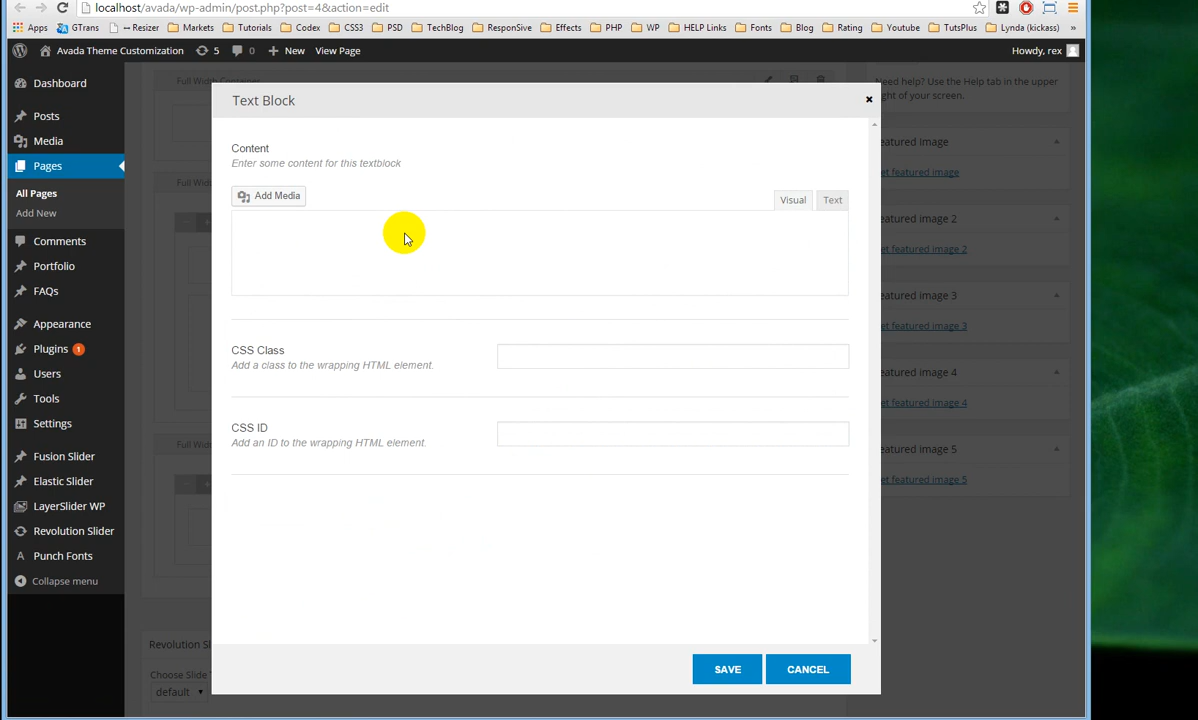 localhost/avada/wp-admin/post.php?post=4&action=edit
Apps GTrans ↔ Resizer Markets Tutorials Codex CSS3 PSD TechBlog ResponSive Effects PHP WP HELP Links Fonts Blog Rating Youtube TutsPlus Lynda (kickass) »
Avada Theme Customization 5 0 + New View Page Howdy, rex
Dashboard
Posts
Media
Pages
All Pages
Add New
Comments
Portfolio
FAQs
Appearance
Plugins 1
Users
Tools
Settings
Fusion Slider
Elastic Slider
LayerSlider WP
Revolution Slider
Punch Fonts
Collapse menu
Full Width Container
Full Wid
Full Wid
Revolution Sl
Choose Slide
default
Text Block
Content
Enter some content for this textblock
Add Media
Visual Text
CSS Class
Add a class to the wrapping HTML element.
CSS ID
Add an ID to the wrapping HTML element.
SAVE CANCEL
Need help? Use the Help tab in the upper
ght of your screen.
eatured Image
et featured image
eatured image 2
et featured image 2
eatured image 3
et featured image 3
eatured image 4
et featured image 4
eatured image 5
et featured image 5